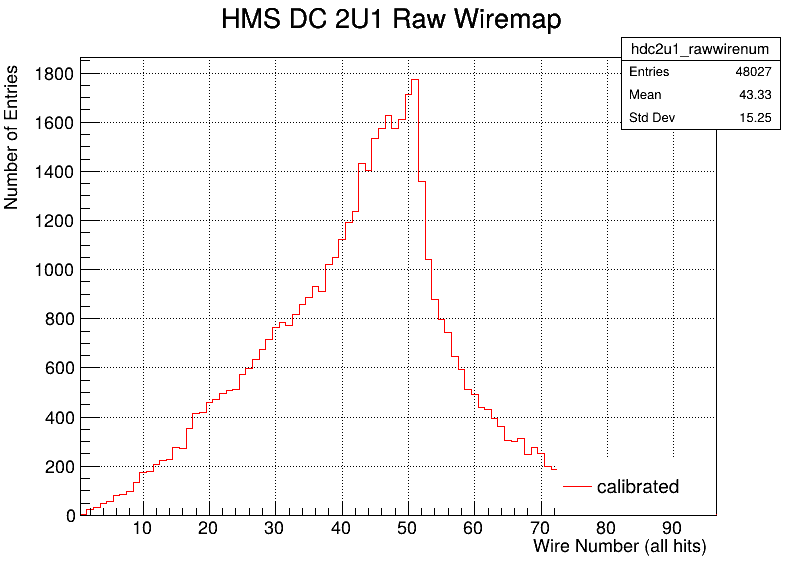 HMS DC 2U1 Raw Wiremap
hdc2u1_rawwirenum
Entries 48027
Mean 43.33
Std Dev 15.25
Number of Entries
1800
1600
1400
1200
1000
800
600
400
200
0
calibrated
10 20 30 40 50 60 70 80 90
Wire Number (all hits)